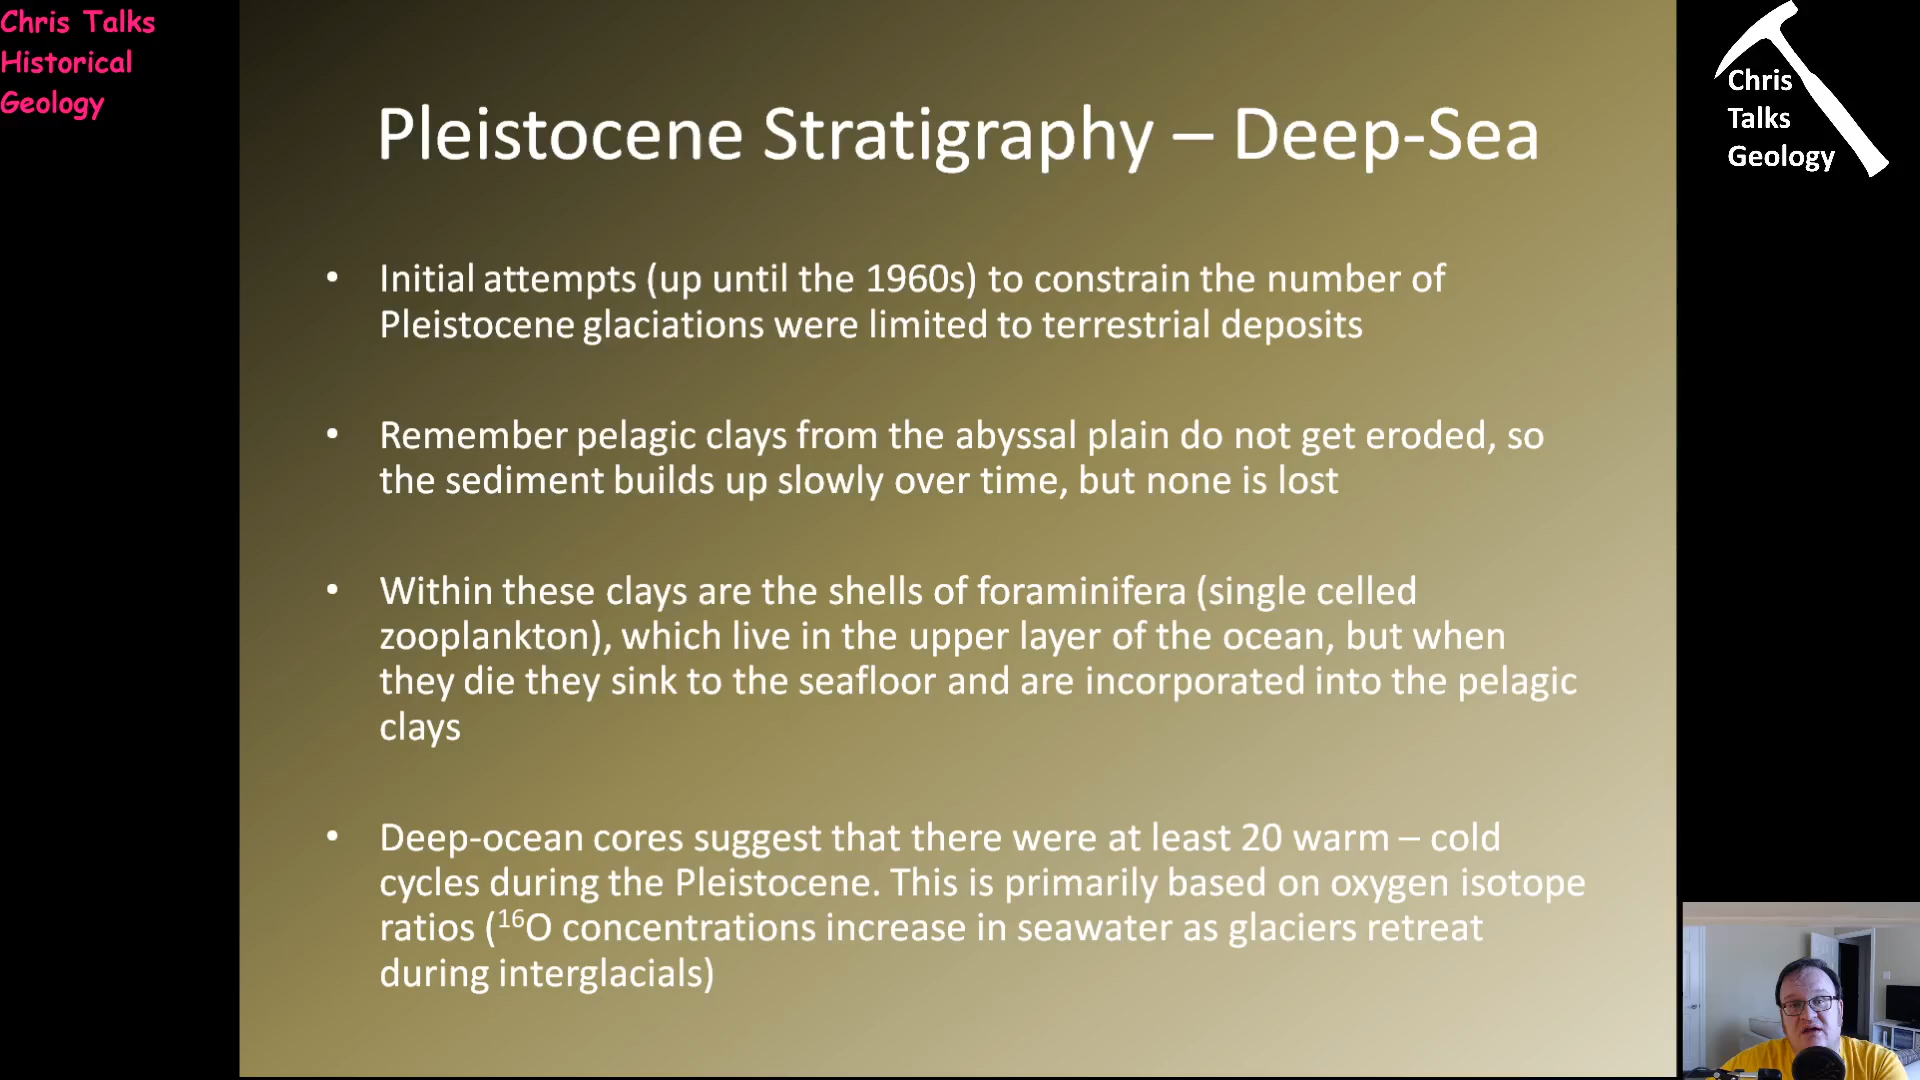 Chris Talks
Historical
Geology
Chris
Talks
Geology
Pleistocene Stratigraphy – Deep-Sea
• Initial attempts (up until the 1960s) to constrain the number of
Pleistocene glaciations were limited to terrestrial deposits
• Remember pelagic clays from the abyssal plain do not get eroded, so
the sediment builds up slowly over time, but none is lost
• Within these clays are the shells of foraminifera (single celled
zooplankton), which live in the upper layer of the ocean, but when
they die they sink to the seafloor and are incorporated into the pelagic
clays
• Deep-ocean cores suggest that there were at least 20 warm – cold
cycles during the Pleistocene. This is primarily based on oxygen isotope
ratios (¹⁶O concentrations increase in seawater as glaciers retreat
during interglacials)